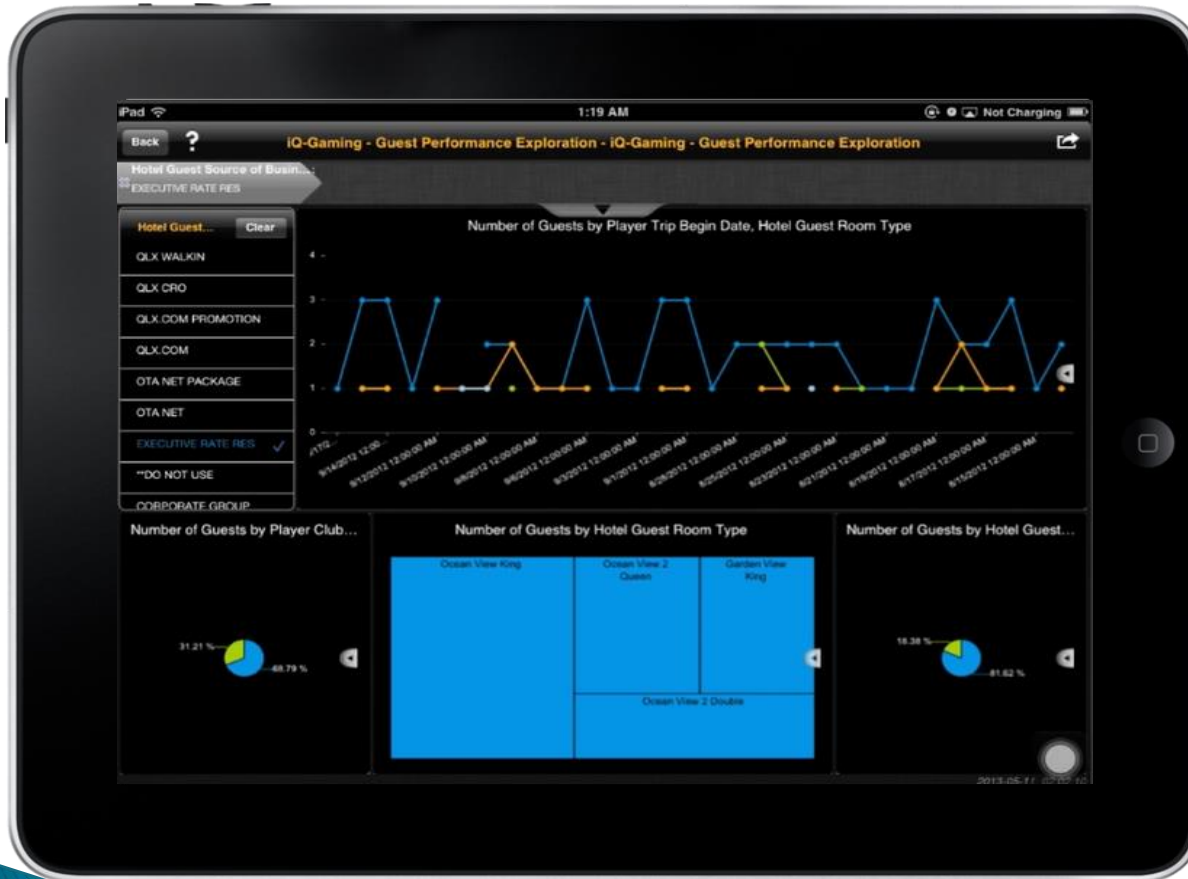 iPad
1:19 AM
Not Charging
Back
?
iQ-Gaming - Guest Performance Exploration - iQ-Gaming - Guest Performance Exploration
Hotel Guest Source of Busin...:
EXECUTIVE RATE RES
Hotel Guest...
Clear
QLX WALKIN
QLX CRO
QLX.COM PROMOTION
QLX.COM
OTA NET PACKAGE
OTA NET
EXECUTIVE RATE RES
**DO NOT USE
CORPORATE GROUP
Number of Guests by Player Trip Begin Date, Hotel Guest Room Type
4
3
2
1
0
9/14/2012 12:00...
9/12/2012 12:00:00 AM
9/10/2012 12:00:00 AM
9/8/2012 12:00:00 AM
9/6/2012 12:00:00 AM
9/3/2012 12:00:00 AM
9/1/2012 12:00:00 AM
8/28/2012 12:00:00 AM
8/25/2012 12:00:00 AM
8/23/2012 12:00:00 AM
8/21/2012 12:00:00 AM
8/19/2012 12:00:00 AM
8/17/2012 12:00:00 AM
8/15/2012 12:00:00 AM
Number of Guests by Player Club...
31.21 %
68.79 %
Number of Guests by Hotel Guest Room Type
Ocean View King
Ocean View 2
Queen
Garden View
King
Ocean View 2 Double
Number of Guests by Hotel Guest...
18.38 %
81.62 %